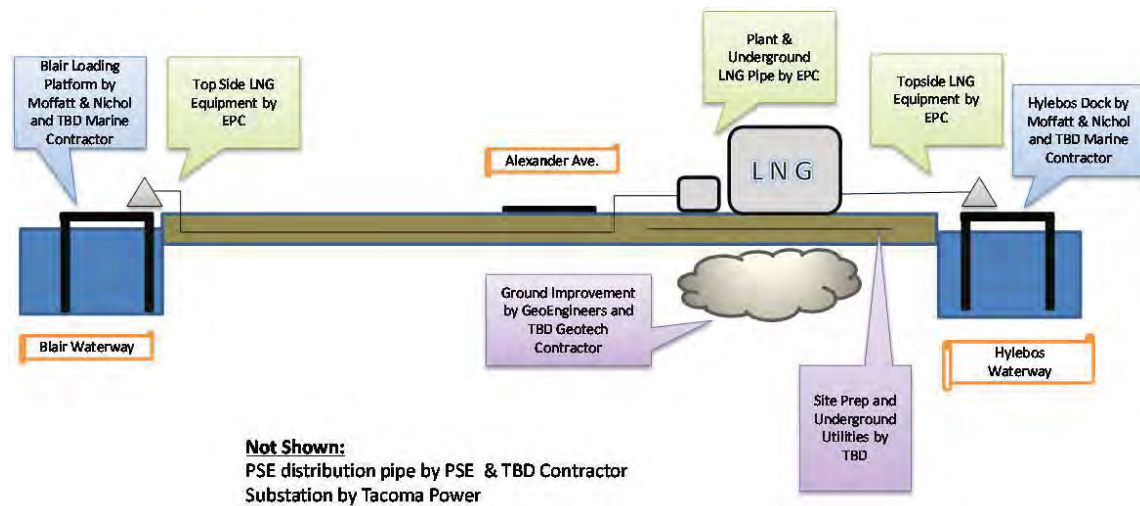 Blair Loading
Platform by
Moffatt & Nichol
and TBD Marine
Contractor
Top Side LNG
Equipment by
EPC
Plant &
Underground
LNG Pipe by EPC
Topside LNG
Equipment by
EPC
Hylebos Dock by
Moffatt & Nichol
and TBD Marine
Contractor
Alexander Ave.
LNG
Ground Improvement
by GeoEngineers and
TBD Geotech
Contractor
Blair Waterway
Hylebos
Waterway
Site Prep and
Underground
Utilities by
TBD
Not Shown:
PSE distribution pipe by PSE & TBD Contractor
Substation by Tacoma Power